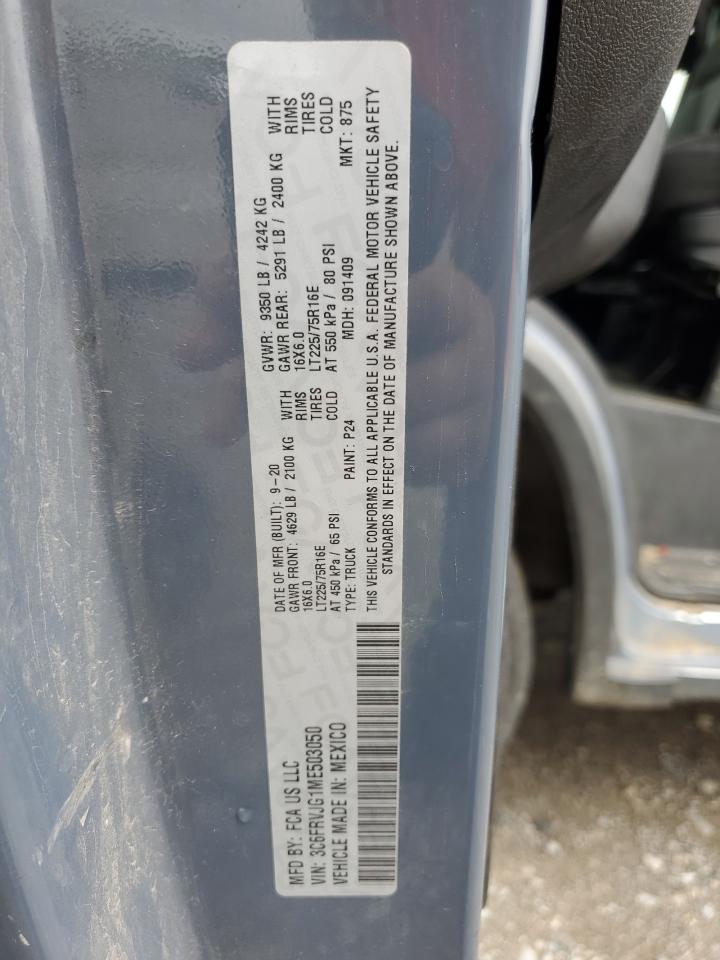 MFD BY: FCA US LLC
VIN: 3C6FRVJG1ME503050
VEHICLE MADE IN: MEXICO
DATE OF MFR (BUILT): 9-20
GAWR FRONT: 4629 LB / 2100 KG WITH
16X6.0 RIMS
LT225/75R16E TIRES
AT 450 kPa / 65 PSI COLD
TYPE: TRUCK PAINT: P24
GVWR: 9350 LB / 4242 KG
GAWR REAR: 5291 LB / 2400 KG WITH
16X6.0 RIMS
LT225/75R16E TIRES
AT 550 kPa / 80 PSI COLD
MDH: 091409 MKT: 875
THIS VEHICLE CONFORMS TO ALL APPLICABLE U.S.A. FEDERAL MOTOR VEHICLE SAFETY
STANDARDS IN EFFECT ON THE DATE OF MANUFACTURE SHOWN ABOVE.